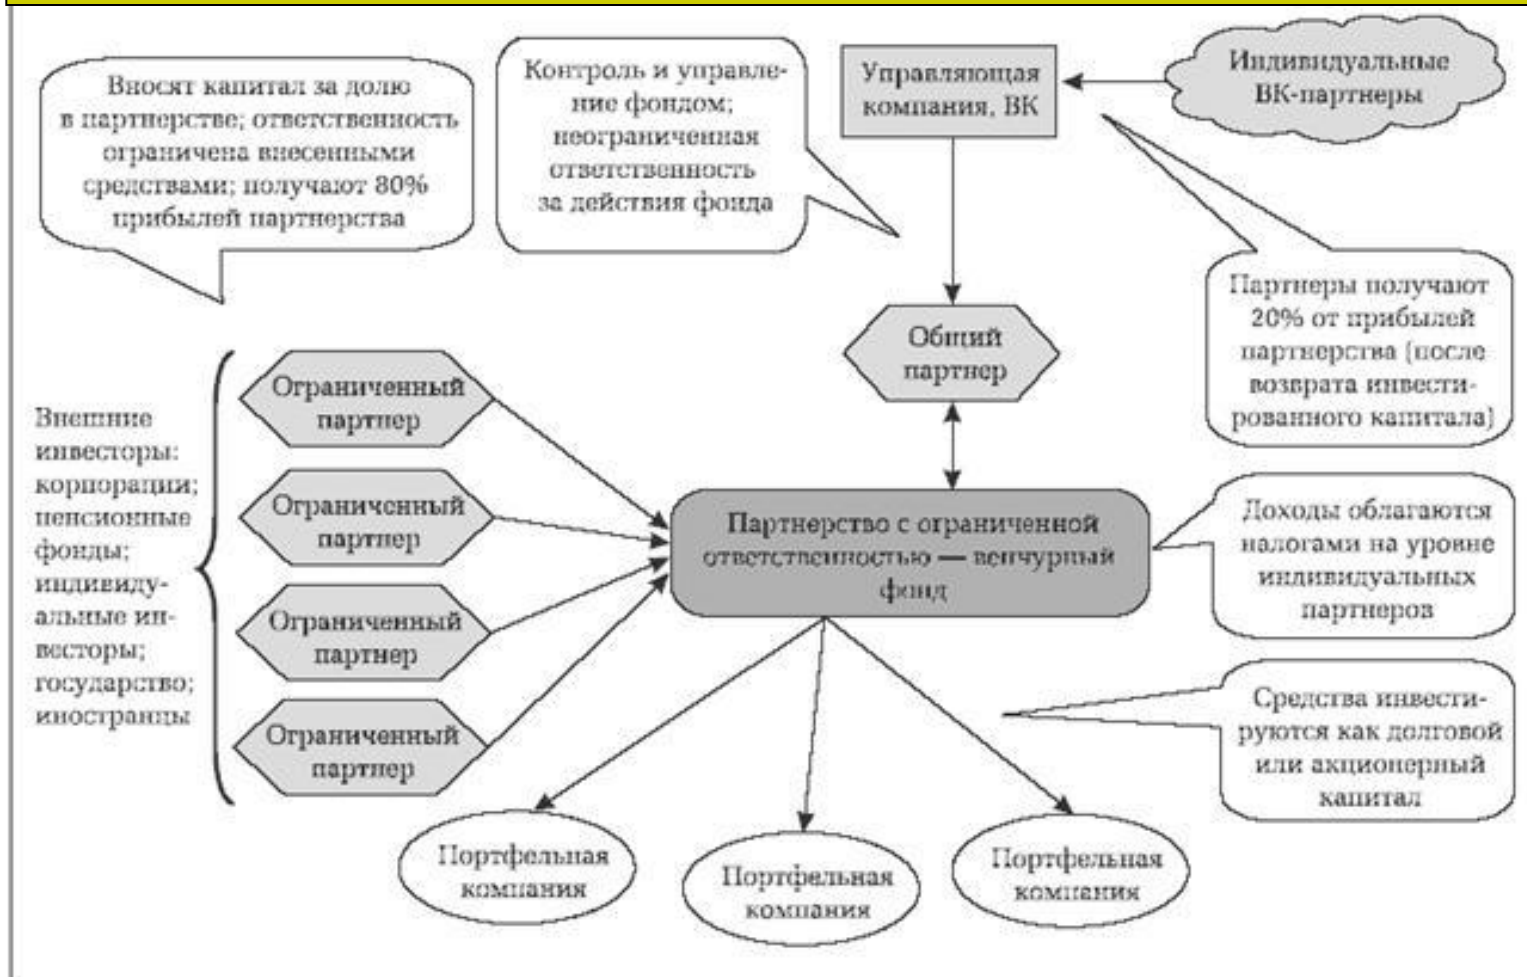 Вносят капитал за долю
в партнерстве; ответственность
ограничена внесенными
средствами; получают 80%
прибылей партнерства
Контроль и управле-
ние фондом;
неограниченная
ответственность
за действия фонда
Управляющая
компания, ВК
Индивидуальные
ВК-партнеры
Общий
партнер
Партнеры получают
20% от прибылей
партнерства (после
возврата инвести-
рованного капитала)
Внешние
инвесторы:
корпорации;
пенсионные
фонды;
индивиду-
альные ин-
весторы;
государство;
иностранцы
Ограниченный
партнер
Ограниченный
партнер
Ограниченный
партнер
Ограниченный
партнер
Партнерство с ограниченной
ответственностью — венчурный
фонд
Доходы облагаются
налогами на уровне
индивидуальных
партнеров
Средства инвести-
руются как долговой
или акционерный
капитал
Портфельная
компания
Портфельная
компания
Портфельная
компания